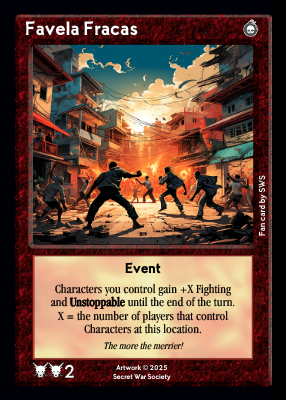 Favela Fracas
Fan card by SWS
Event
Characters you control gain +X Fighting
and Unstoppable until the end of the turn.
X = the number of players that control
Characters at this location.
The more the merrier!
2
Artwork © 2025
Secret War Society